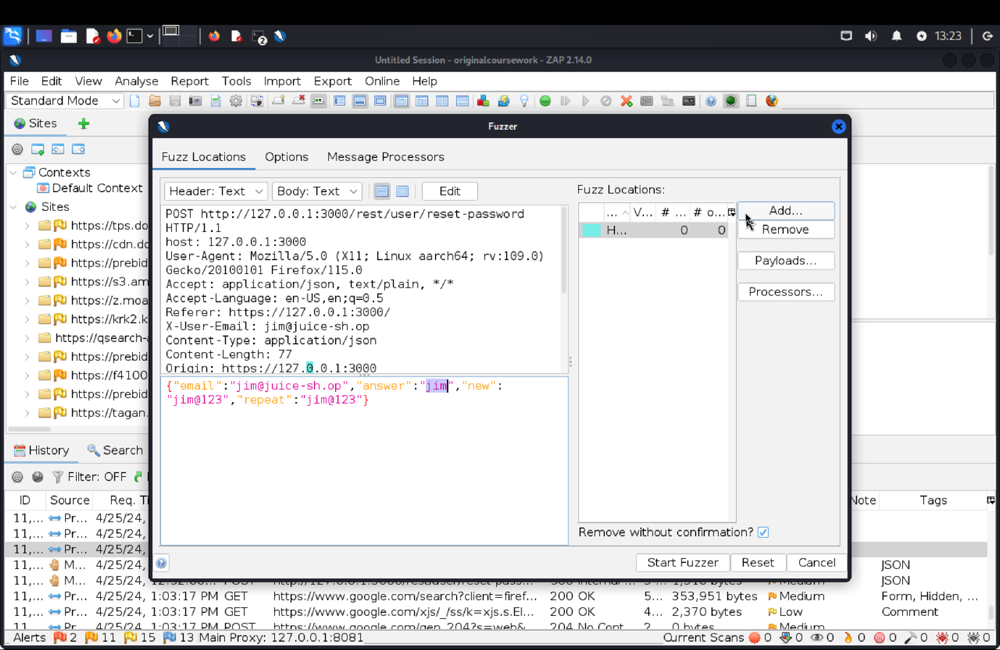 2
13:23
Untitled Session - originalcoursework - ZAP 2.14.0
File Edit View Analyse Report Tools Import Export Online Help
Standard Mode
Sites
Fuzzer
Fuzz Locations Options Message Processors
Contexts
Default Context
Sites
https://tps.do
https://cdn.do
https://prebid
https://s3.am
https://z.moa
https://krk2.k
https://qsearch-a
https://prebid
https://f4100
https://prebid
https://tagan.
Header: Text Body: Text Edit
POST http://127.0.0.1:3000/rest/user/reset-password
HTTP/1.1
host: 127.0.0.1:3000
User-Agent: Mozilla/5.0 (X11; Linux aarch64; rv:109.0)
Gecko/20100101 Firefox/115.0
Accept: application/json, text/plain, */*
Accept-Language: en-US,en;q=0.5
Referer: https://127.0.0.1:3000/
X-User-Email: jim@juice-sh.op
Content-Type: application/json
Content-Length: 77
Origin: https://127.0.0.1:3000
{"email":"jim@juice-sh.op","answer":"jim","new":
"jim@123","repeat":"jim@123"}
Fuzz Locations:
... V... # ... # o...
H... 0 0
Add...
Remove
Payloads...
Processors...
Remove without confirmation?
Start Fuzzer Reset Cancel
History Search
Filter: OFF
ID Source Req. Ti Note Tags
11,... Pr... 4/25/24,
11,... Pr... 4/25/24,
11,... Pr... 4/25/24,
11,... M... 4/25/24, JSON
11,... M... 4/25/24, JSON
11,... Pr... 4/25/24, 1:03:17 PM GET https://www.google.com/search?client=firef... 200 OK 5... 353,951 bytes Medium Form, Hidden, ...
11,... Pr... 4/25/24, 1:03:17 PM GET https://www.google.com/xjs/_/ss/k=xjs.s.El... 200 OK 4... 2,370 bytes Low Comment
11,... Pr... 4/25/24, 1:03:17 PM POST https://www.google.com/gen_204?s=web&... 204 No Cont... 2... 0 bytes Medium
Alerts 2 11 15 13 Main Proxy: 127.0.0.1:8081 Current Scans 0 0 0 0 0 0 0 0